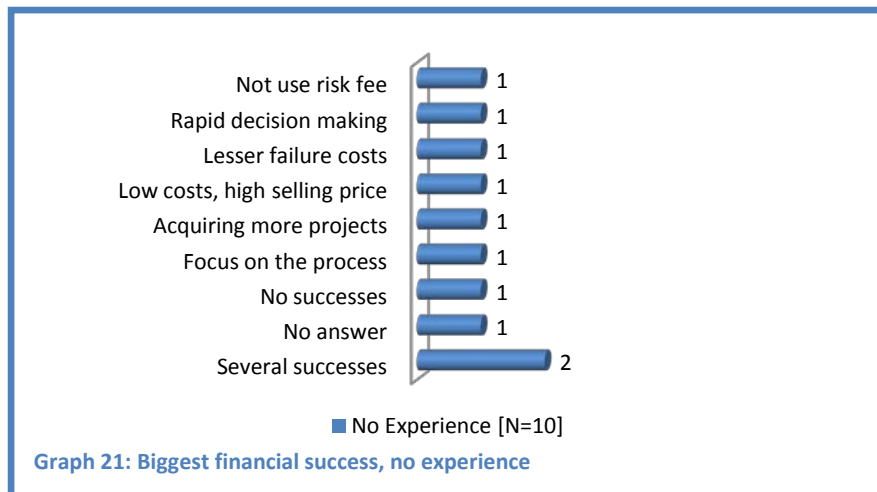 Not use risk fee 1
Rapid decision making 1
Lesser failure costs 1
Low costs, high selling price 1
Acquiring more projects 1
Focus on the process 1
No successes 1
No answer 1
Several successes 2
No Experience [N=10]
Graph 21: Biggest financial success, no experience